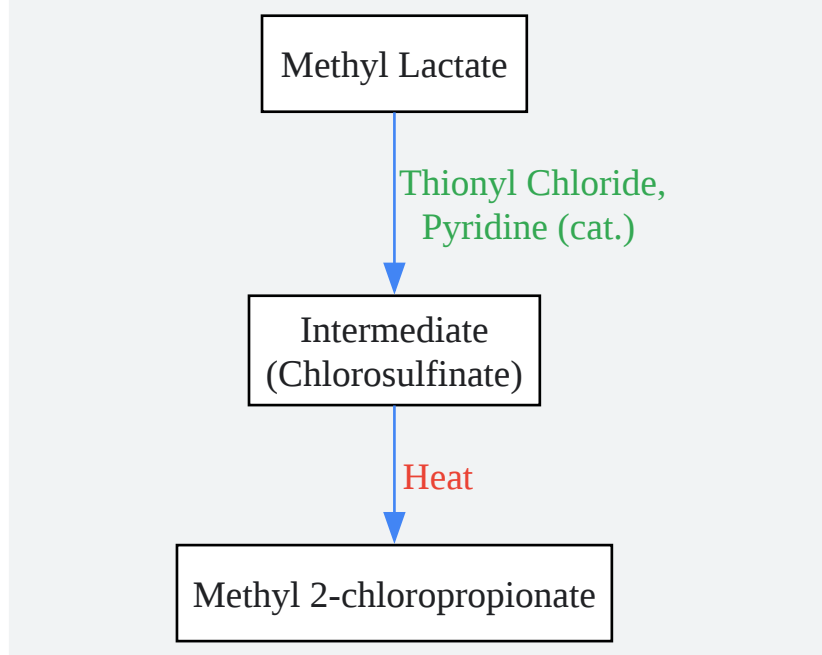 Methyl Lactate
Thionyl Chloride,
Pyridine (cat.)
Intermediate
(Chlorosulfinate)
Heat
Methyl 2-chloropropionate